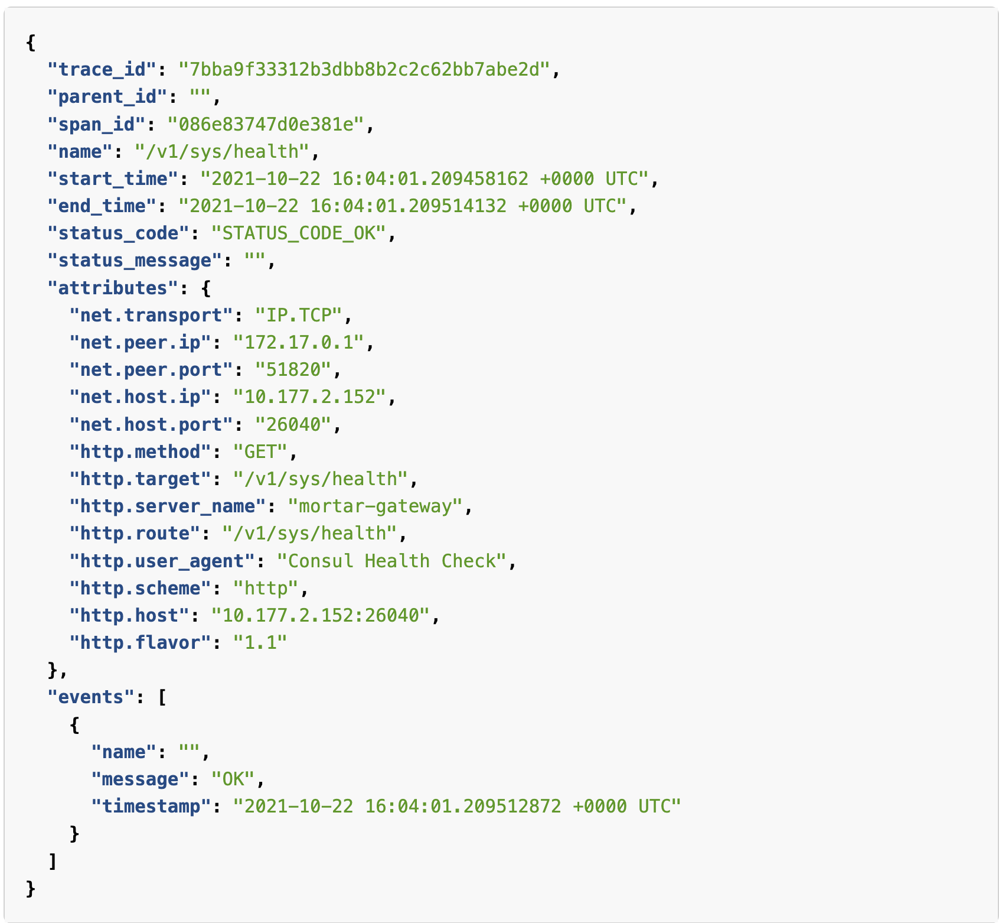 {
  "trace_id": "7bba9f33312b3dbb8b2c2c62bb7abe2d",
  "parent_id": "",
  "span_id": "086e83747d0e381e",
  "name": "/v1/sys/health",
  "start_time": "2021-10-22 16:04:01.209458162 +0000 UTC",
  "end_time": "2021-10-22 16:04:01.209514132 +0000 UTC",
  "status_code": "STATUS_CODE_OK",
  "status_message": "",
  "attributes": {
    "net.transport": "IP.TCP",
    "net.peer.ip": "172.17.0.1",
    "net.peer.port": "51820",
    "net.host.ip": "10.177.2.152",
    "net.host.port": "26040",
    "http.method": "GET",
    "http.target": "/v1/sys/health",
    "http.server_name": "mortar-gateway",
    "http.route": "/v1/sys/health",
    "http.user_agent": "Consul Health Check",
    "http.scheme": "http",
    "http.host": "10.177.2.152:26040",
    "http.flavor": "1.1"
  },
  "events": [
    {
      "name": "",
      "message": "OK",
      "timestamp": "2021-10-22 16:04:01.209512872 +0000 UTC"
    }
  ]
}